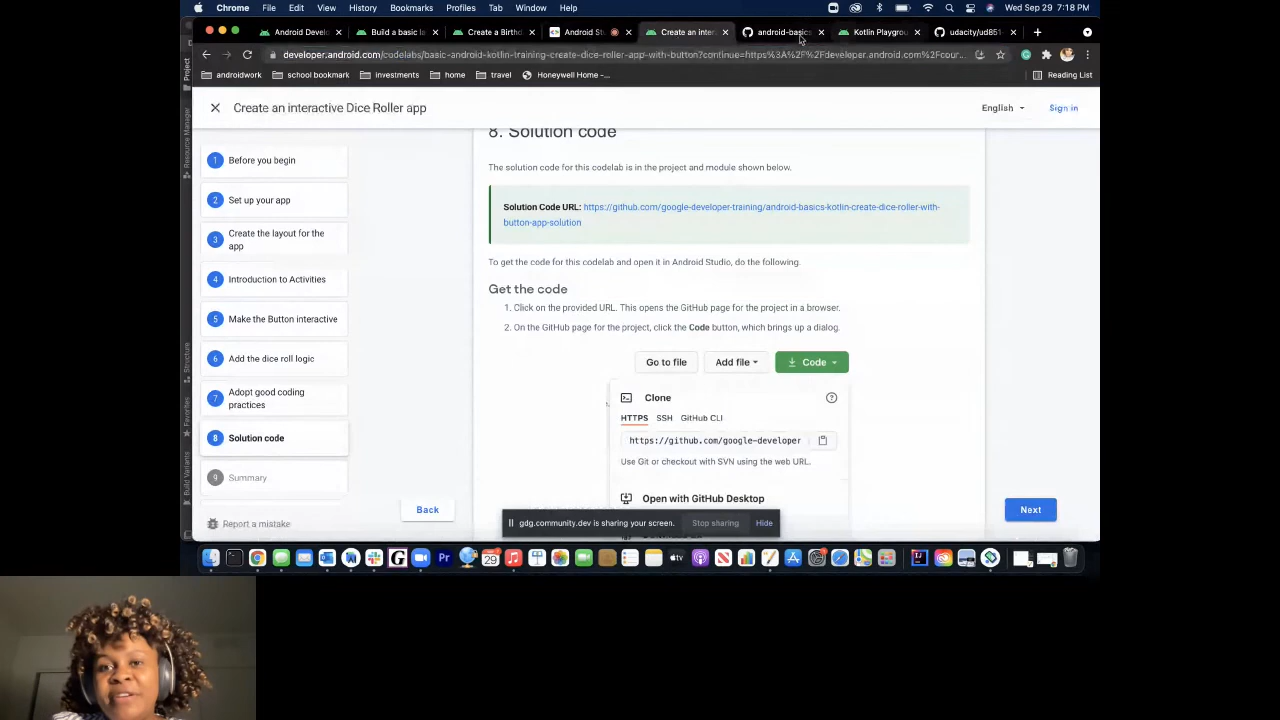 Chrome File Edit View History Bookmarks Profiles Tab Window Help Wed Sep 29 7:18 PM
Android Devel Build a basic la Create a Birthd Android Stu Create an inter android-basics Kotlin Playgrou udacity/ud851-
developer.android.com/codelabs/basic-android-kotlin-training-create-dice-roller-app-with-button?continue=https%3A%2F%2Fdeveloper.android.com%2Fcour...
androidwork school bookmark investments home travel Honeywell Home -... Reading List
Create an interactive Dice Roller app English Sign in
1 Before you begin
2 Set up your app
3 Create the layout for the
app
4 Introduction to Activities
5 Make the Button interactive
6 Add the dice roll logic
7 Adopt good coding
practices
8 Solution code
9 Summary
Report a mistake
8. Solution code
The solution code for this codelab is in the project and module shown below.
Solution Code URL: https://github.com/google-developer-training/android-basics-kotlin-create-dice-roller-with-
button-app-solution
To get the code for this codelab and open it in Android Studio, do the following.
Get the code
1. Click on the provided URL. This opens the GitHub page for the project in a browser.
2. On the GitHub page for the project, click the Code button, which brings up a dialog.
Go to file Add file Code
Clone
HTTPS SSH GitHub CLI
https://github.com/google-developer
Use Git or checkout with SVN using the web URL.
Open with GitHub Desktop
Back Next
gdg.community.dev is sharing your screen. Stop sharing Hide
Project
Resource Manager
Structure
Favorites
Build Variants